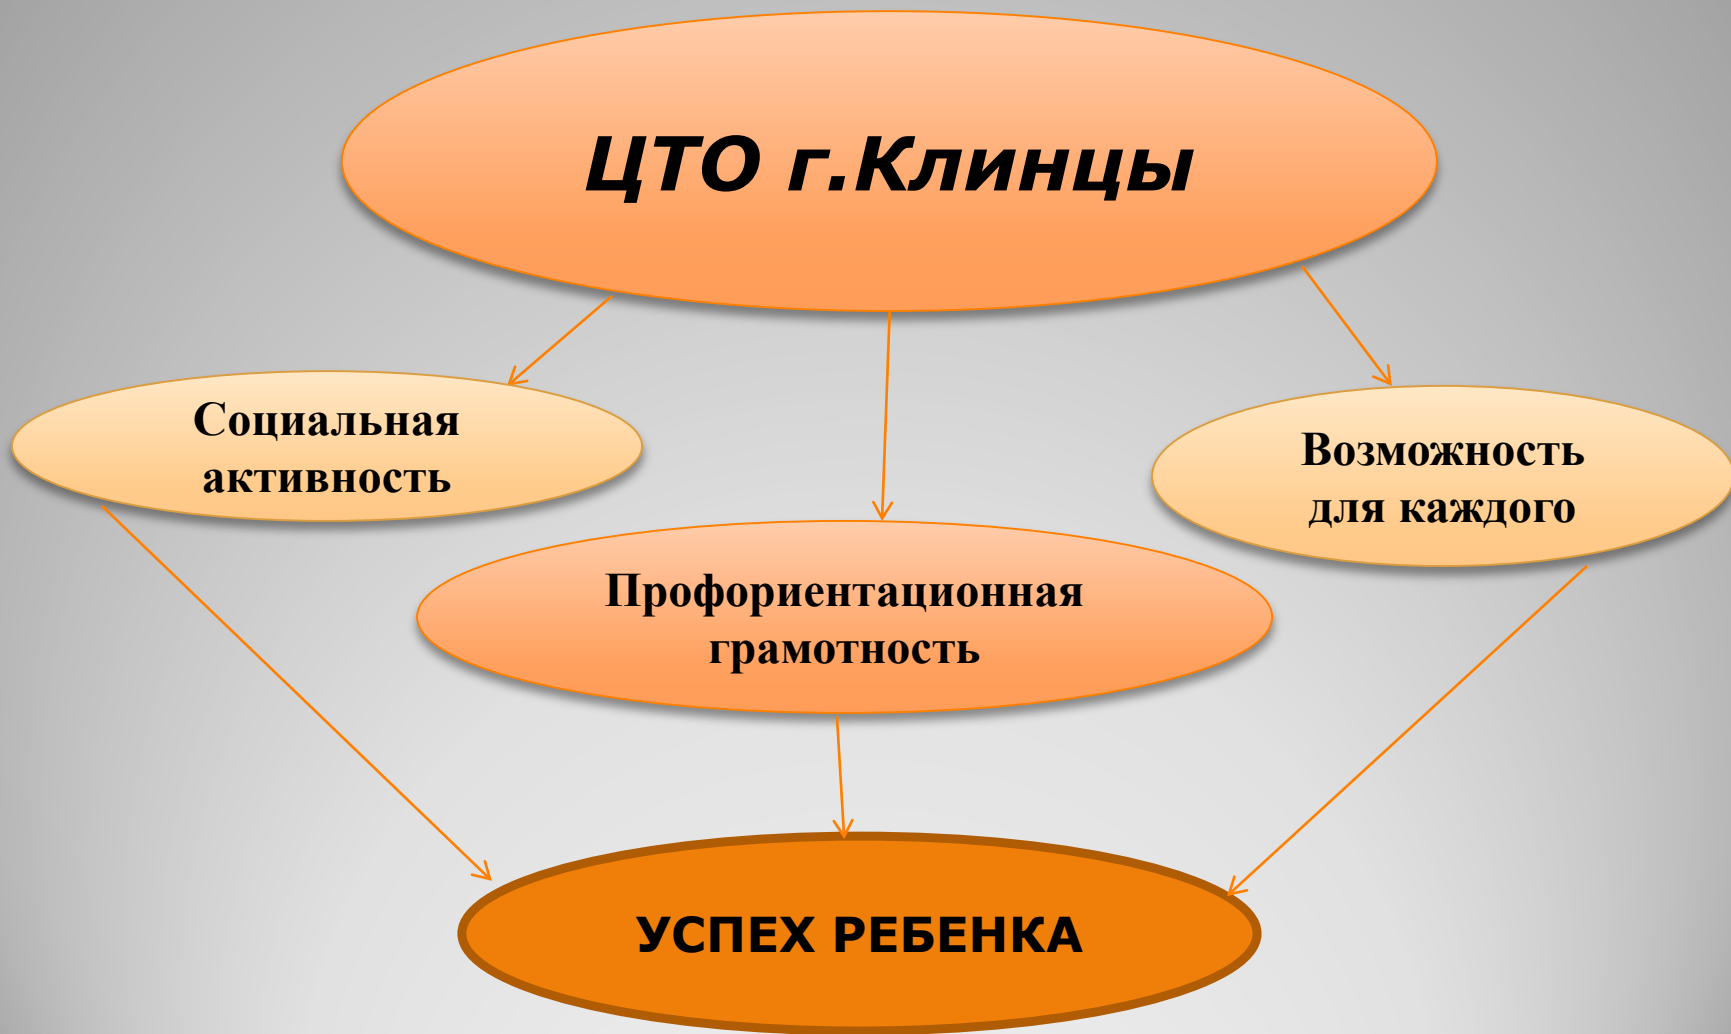 ЦТО г.Клинцы
Социальная
активность
Возможность
для каждого
Профориентационная
грамотность
УСПЕХ РЕБЕНКА